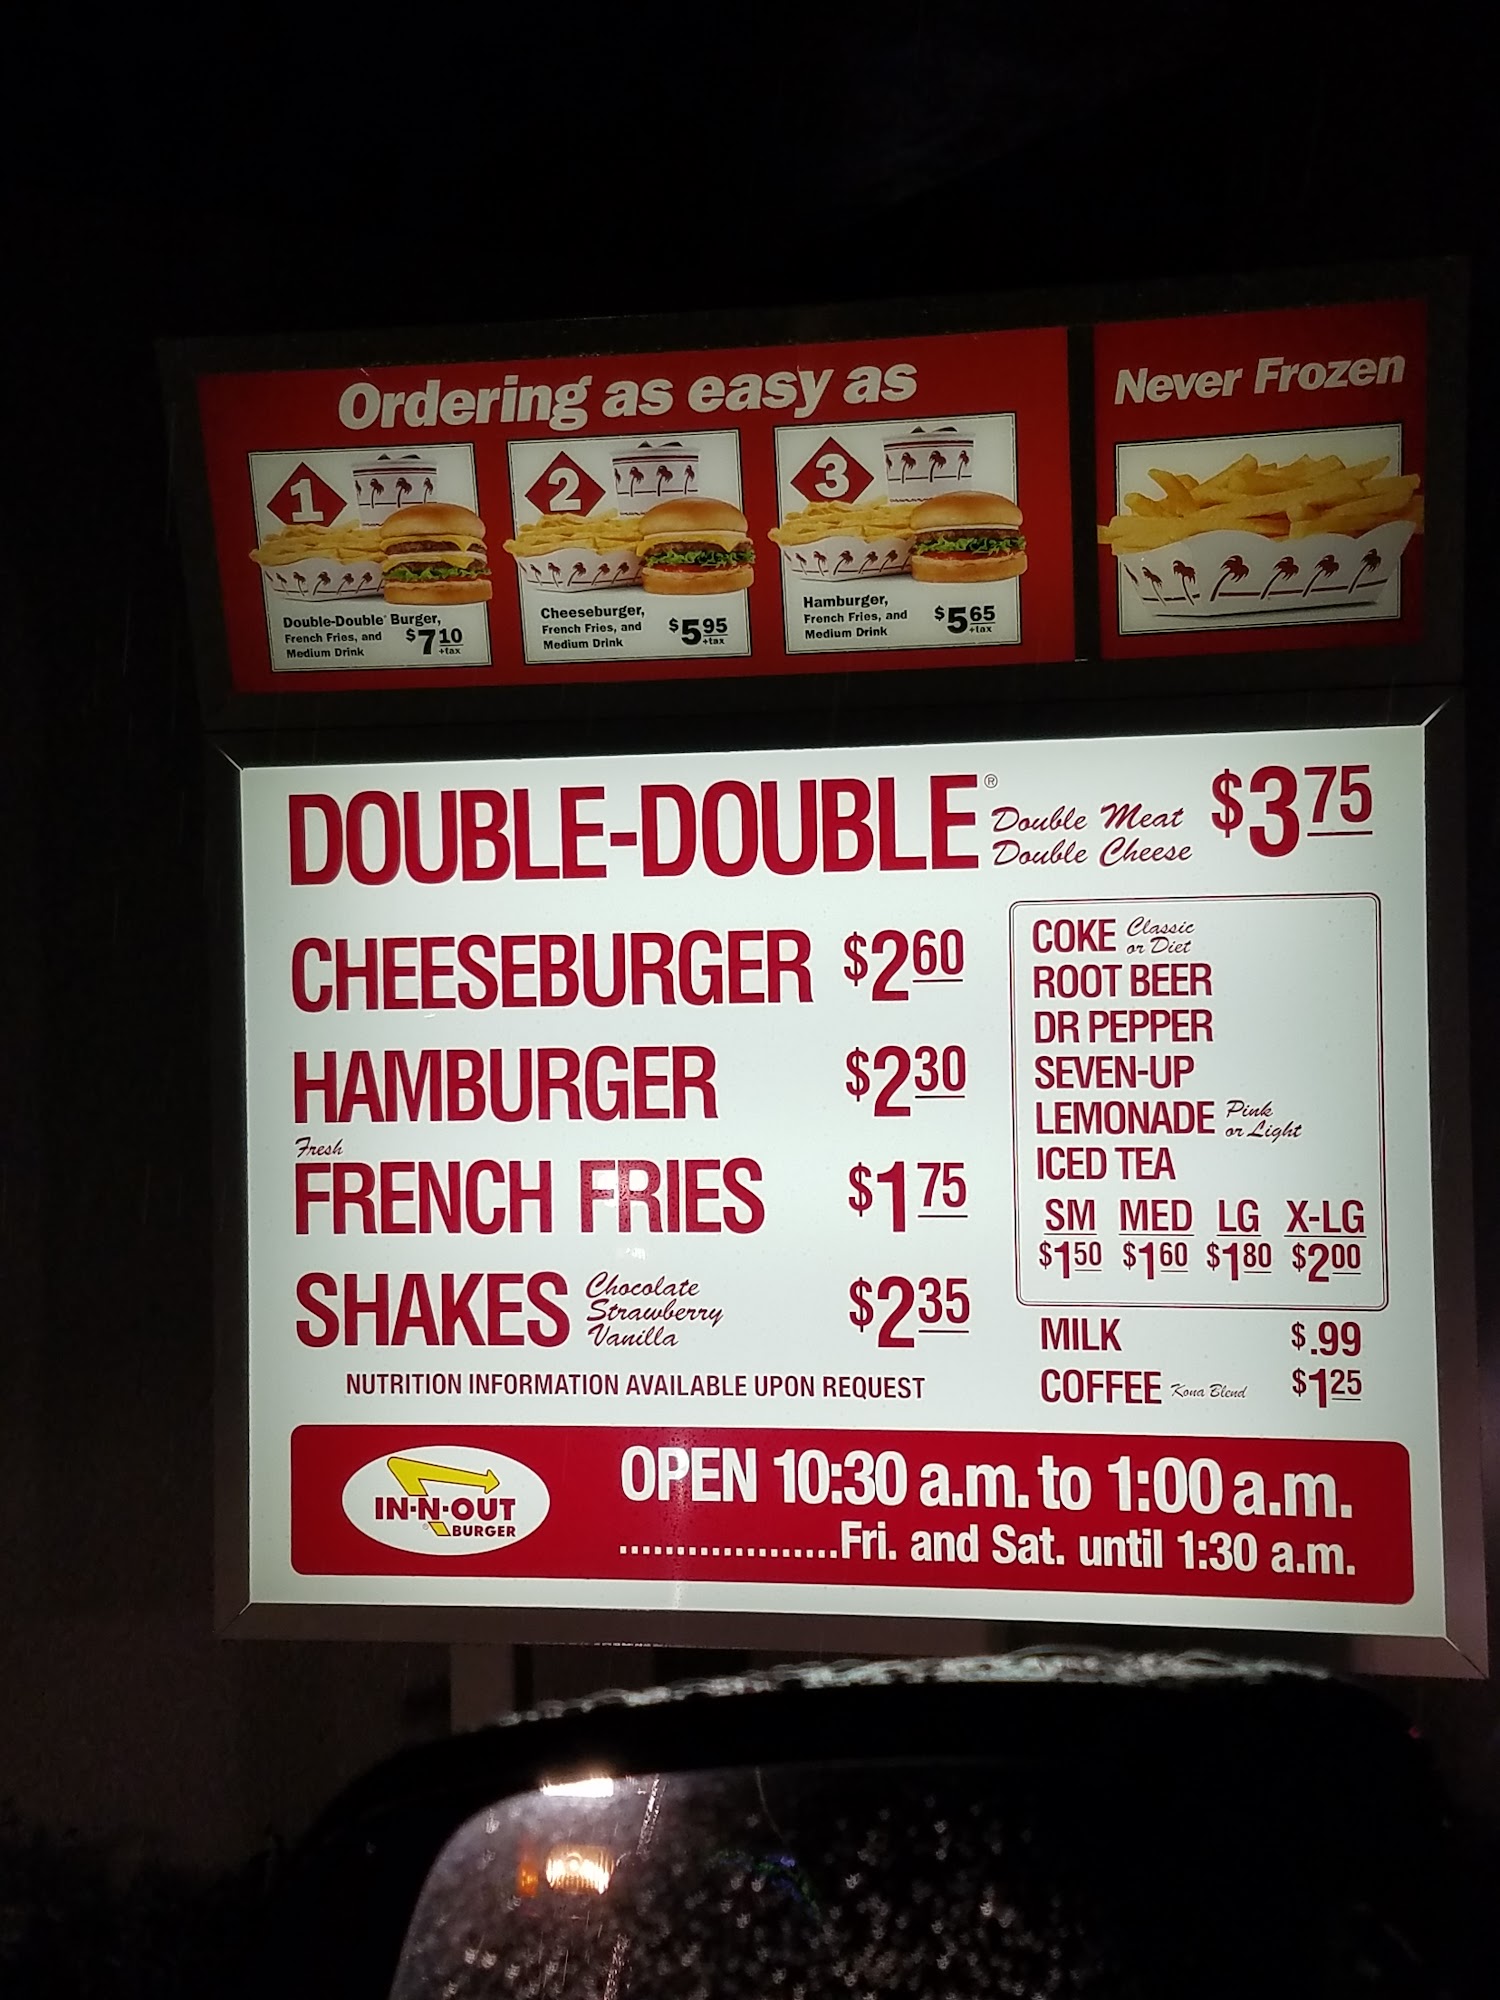 Ordering as easy as
Never Frozen
1
Double-Double® Burger,
French Fries, and
Medium Drink
$7 10
+tax
2
Cheeseburger,
French Fries, and
Medium Drink
$5 95
+tax
3
Hamburger,
French Fries, and
Medium Drink
$5 65
+tax
DOUBLE-DOUBLE® Double Meat $3 75
Double Cheese
CHEESEBURGER $2 60
HAMBURGER $2 30
Fresh
FRENCH FRIES $1 75
SHAKES Chocolate $2 35
Strawberry
Vanilla
NUTRITION INFORMATION AVAILABLE UPON REQUEST
COKE Classic
or Diet
ROOT BEER
DR PEPPER
SEVEN-UP
LEMONADE Pink
or Light
ICED TEA
SM MED LG X-LG
$1 50 $1 60 $1 80 $2 00
MILK $.99
COFFEE Kona Blend $1 25
IN-N-OUT
® BURGER
OPEN 10:30 a.m. to 1:00 a.m.
...................Fri. and Sat. until 1:30 a.m.